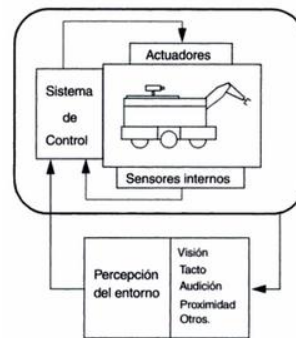 Actuadores
Sistema
de
Control
Sensores internos
Percepción
del entorno
Visión
Tacto
Audición
Proximidad
Otros.